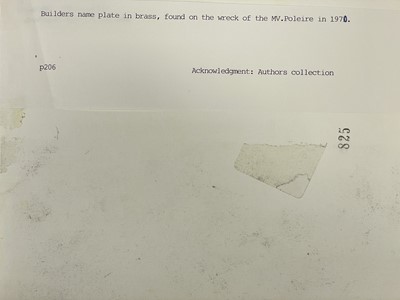 Builders name plate in brass, found on the wreck of the MV.Poleire in 1970.
p206
Acknowledgment: Authors collection
825